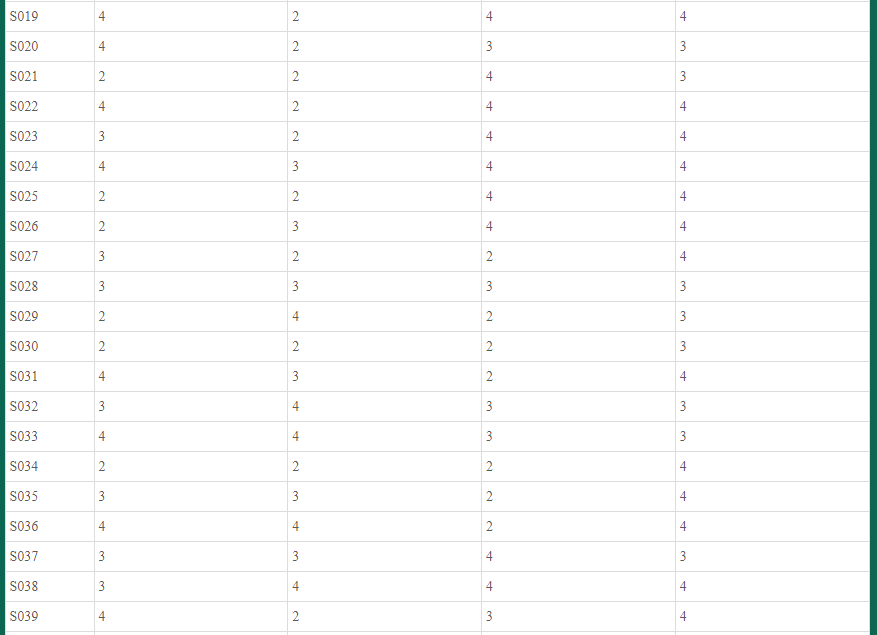 S019 4 2 4 4
S020 4 2 3 3
S021 2 2 4 3
S022 4 2 4 4
S023 3 2 4 4
S024 4 3 4 4
S025 2 2 4 4
S026 2 3 4 4
S027 3 2 2 4
S028 3 3 3 3
S029 2 4 2 3
S030 2 2 2 3
S031 4 3 2 4
S032 3 4 3 3
S033 4 4 3 3
S034 2 2 2 4
S035 3 3 2 4
S036 4 4 2 4
S037 3 3 4 3
S038 3 4 4 4
S039 4 2 3 4